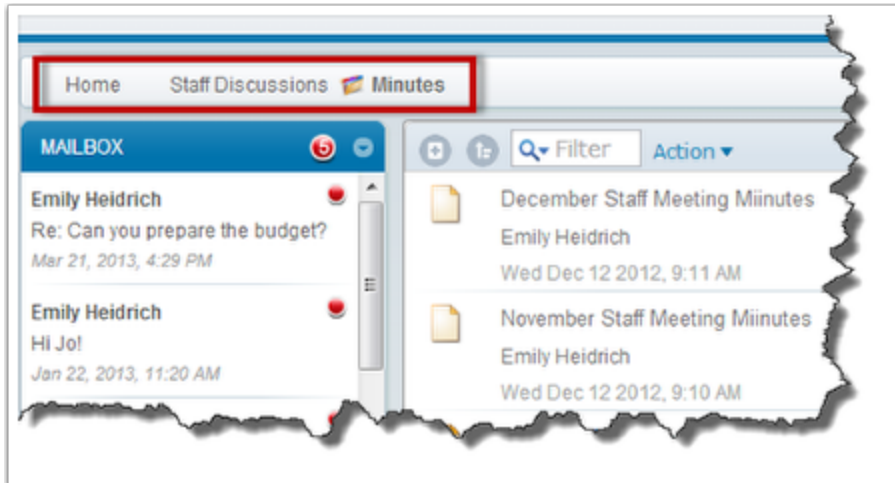 Home Staff Discussions Minutes
MAILBOX 5
Emily Heidrich
Re: Can you prepare the budget?
Mar 21, 2013, 4:29 PM
Emily Heidrich
Hi Jo!
Jan 22, 2013, 11:20 AM
Filter Action
December Staff Meeting Miinutes
Emily Heidrich
Wed Dec 12 2012, 9:11 AM
November Staff Meeting Miinutes
Emily Heidrich
Wed Dec 12 2012, 9:10 AM